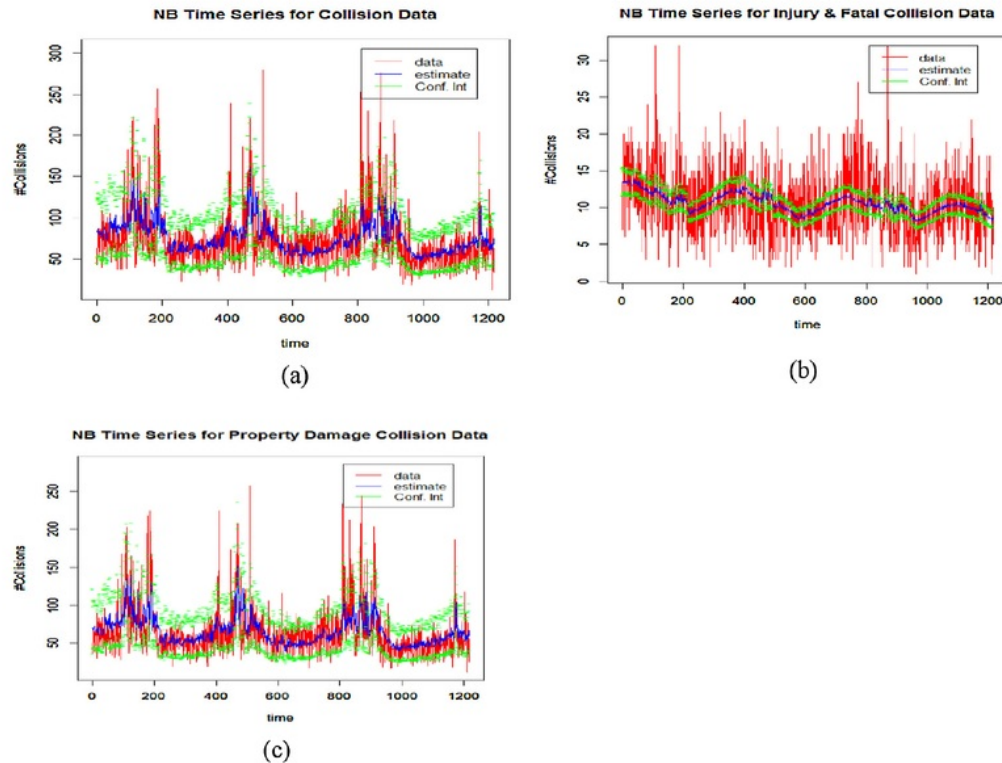 NB Time Series for Collision Data
#Collisions
300
250
200
150
100
50
data
estimate
Conf. Int
0 200 400 600 800 1000 1200
time
(a)
NB Time Series for Injury & Fatal Collision Data
#Collisions
30
25
20
15
10
5
0
data
estimate
Conf. Int
0 200 400 600 800 1000 1200
time
(b)
NB Time Series for Property Damage Collision Data
#Collisions
250
200
150
100
50
data
estimate
Conf. Int
0 200 400 600 800 1000 1200
time
(c)